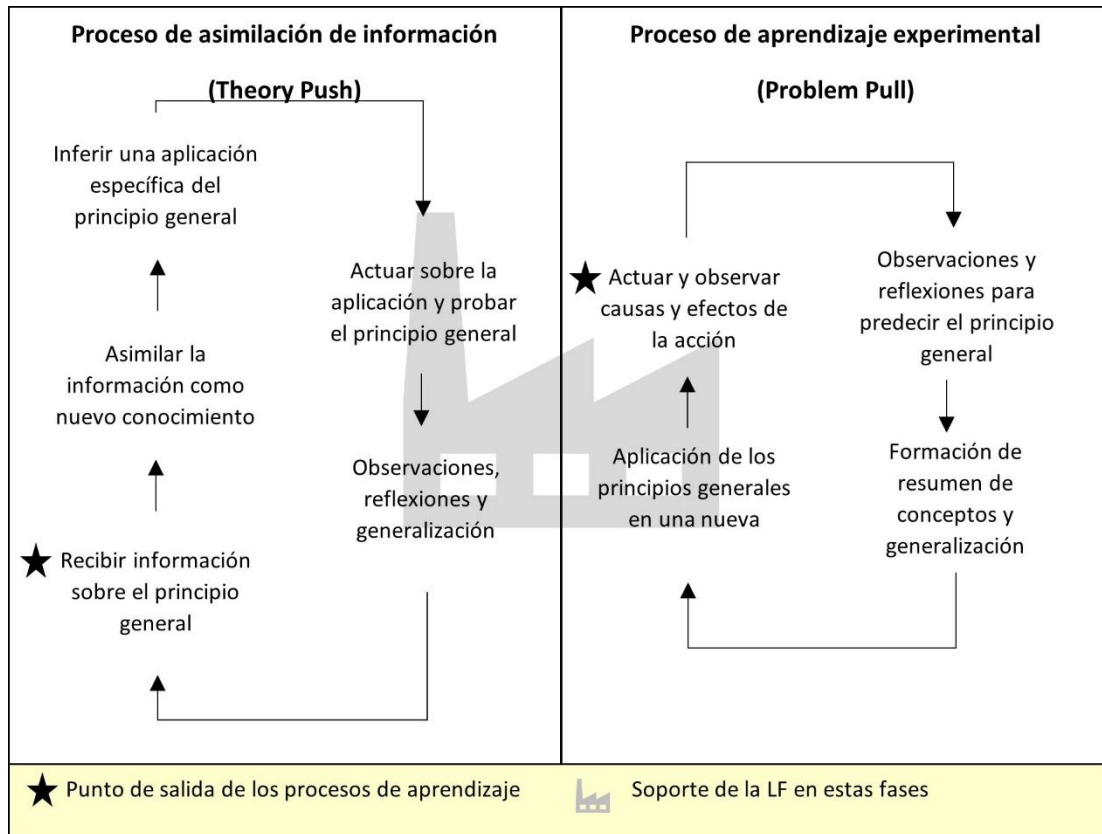 Proceso de asimilación de información
(Theory Push)
Inferir una aplicación
específica del
principio general
Actuar sobre la
aplicación y probar
el principio general
Asimilar la
información como
nuevo conocimiento
Observaciones,
reflexiones y
generalización
Recibir información
sobre el principio
general
Proceso de aprendizaje experimental
(Problem Pull)
Actuar y observar
causas y efectos de
la acción
Observaciones y
reflexiones para
predecir el principio
general
Aplicación de los
principios generales
en una nueva
Formación de
resumen de
conceptos y
generalización
Punto de salida de los procesos de aprendizaje
Soporte de la LF en estas fases